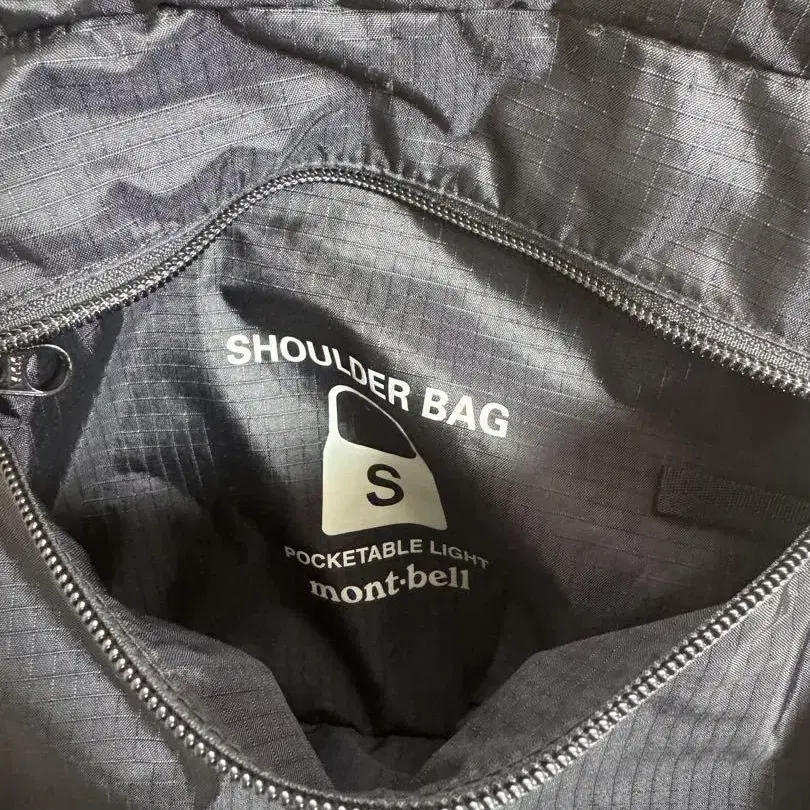 SHOULDER BAG
S
POCKETABLE LIGHT
mont-bell